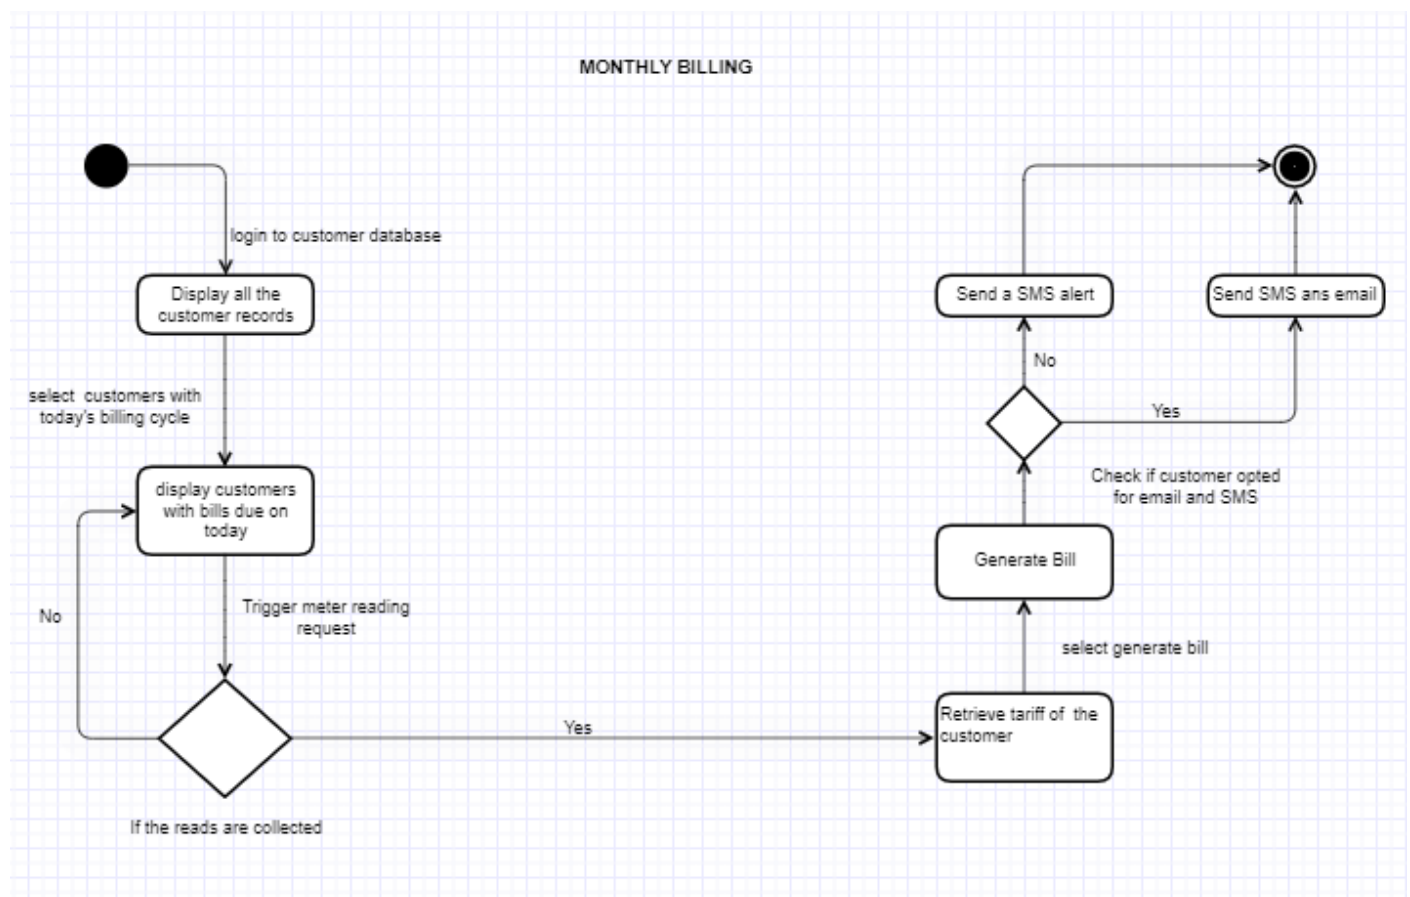 MONTHLY BILLING
login to customer database
Display all the
customer records
select customers with
today's billing cycle
display customers
with bills due on
today
No
Trigger meter reading
request
If the reads are collected
Yes
Retrieve tariff of the
customer
select generate bill
Generate Bill
Check if customer opted
for email and SMS
No
Yes
Send a SMS alert
Send SMS ans email